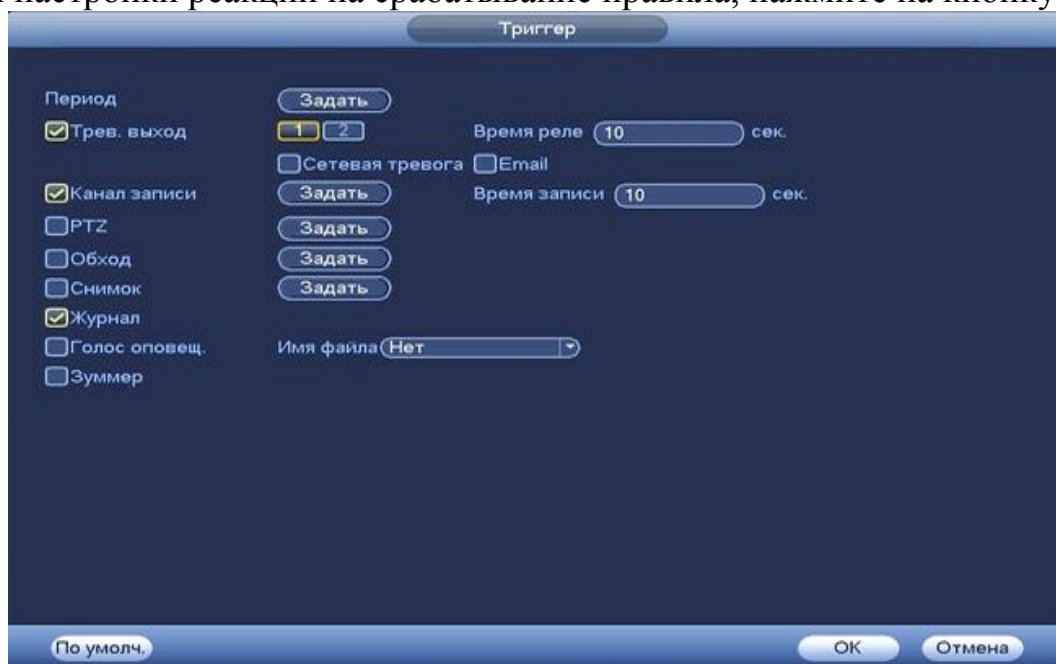 настройки реакции на срабатывание правила, нажмите на кнопку
Триггер
Период Задать
Трев. выход 1 2 Время реле 10 сек.
Сетевая тревога Email
Канал записи Задать Время записи 10 сек.
PTZ Задать
Обход Задать
Снимок Задать
Журнал
Голос оповещ. Имя файла Нет
Зуммер
По умолч. OK Отмена